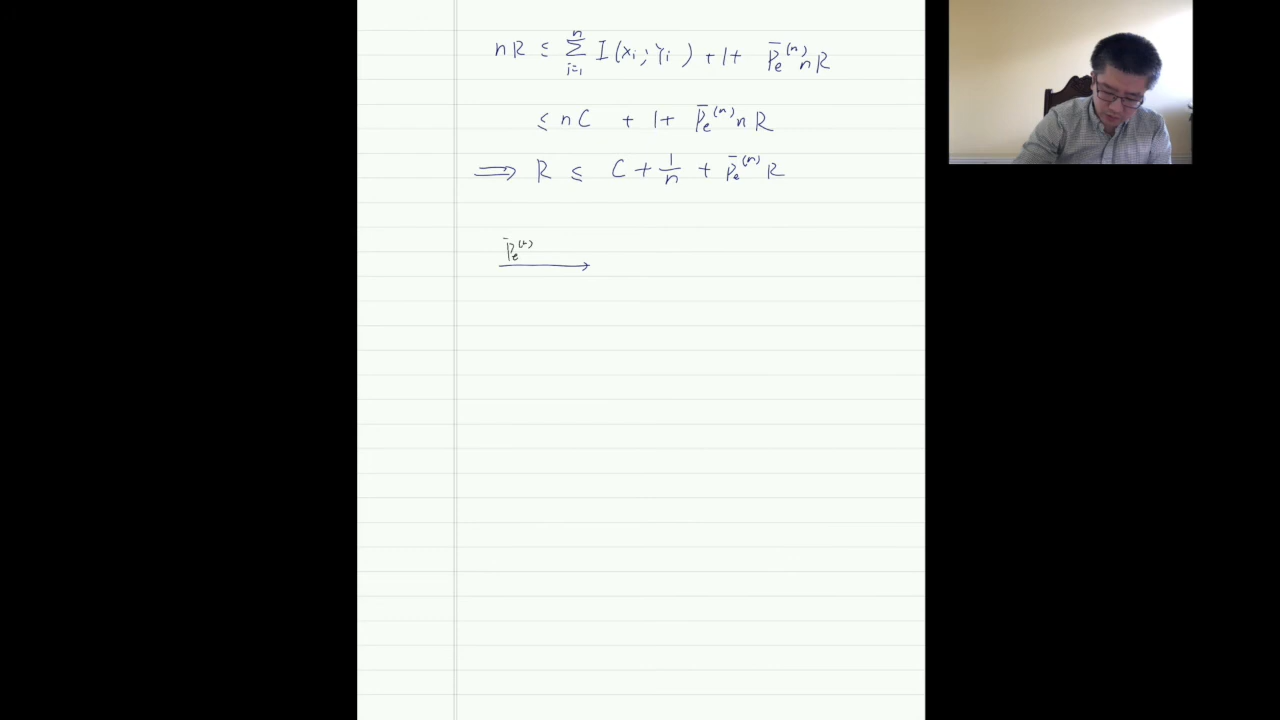 nR ≤ Σ_{i=1}^{n} I(X_i; Y_i) + 1 + P̄_e^{(n)} nR
≤ nC + 1 + P̄_e^{(n)} nR
⟹ R ≤ C + 1/n + P̄_e^{(n)} R
P̄_e